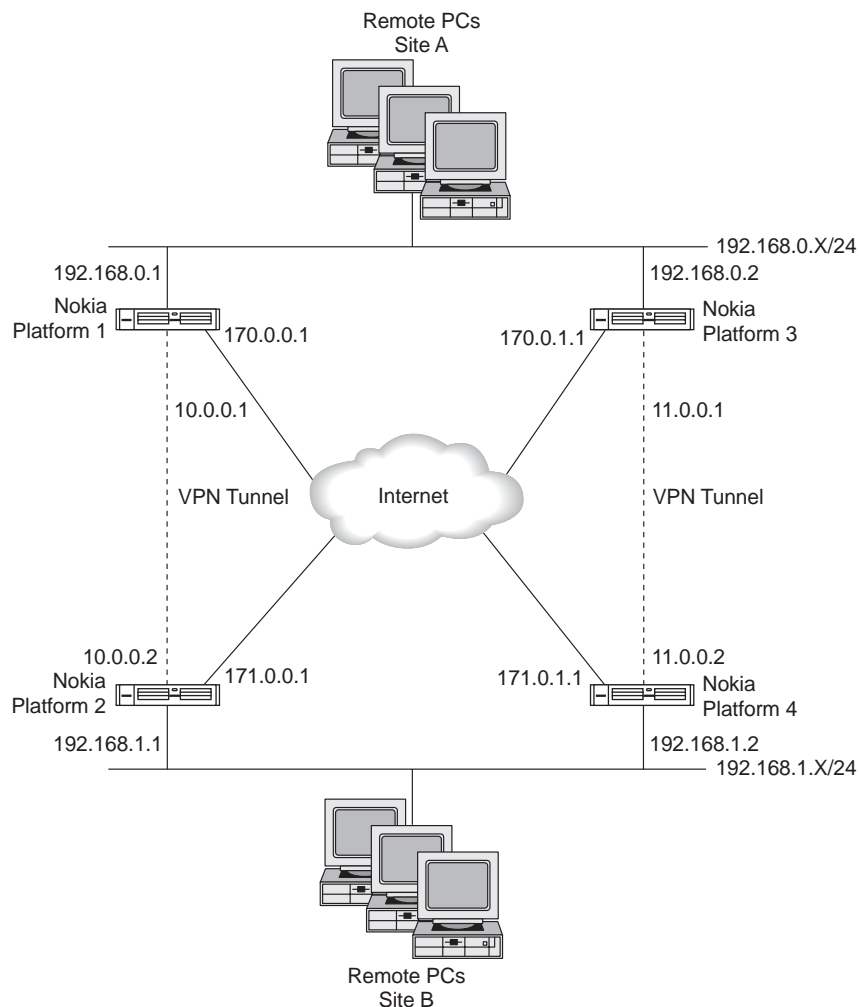 Remote PCs
Site A
192.168.0.X/24
192.168.0.1
192.168.0.2
Nokia
Platform 1
170.0.0.1
170.0.1.1
Nokia
Platform 3
10.0.0.1
11.0.0.1
VPN Tunnel
Internet
VPN Tunnel
10.0.0.2
11.0.0.2
Nokia
Platform 2
171.0.0.1
171.0.1.1
Nokia
Platform 4
192.168.1.1
192.168.1.2
192.168.1.X/24
Remote PCs
Site B